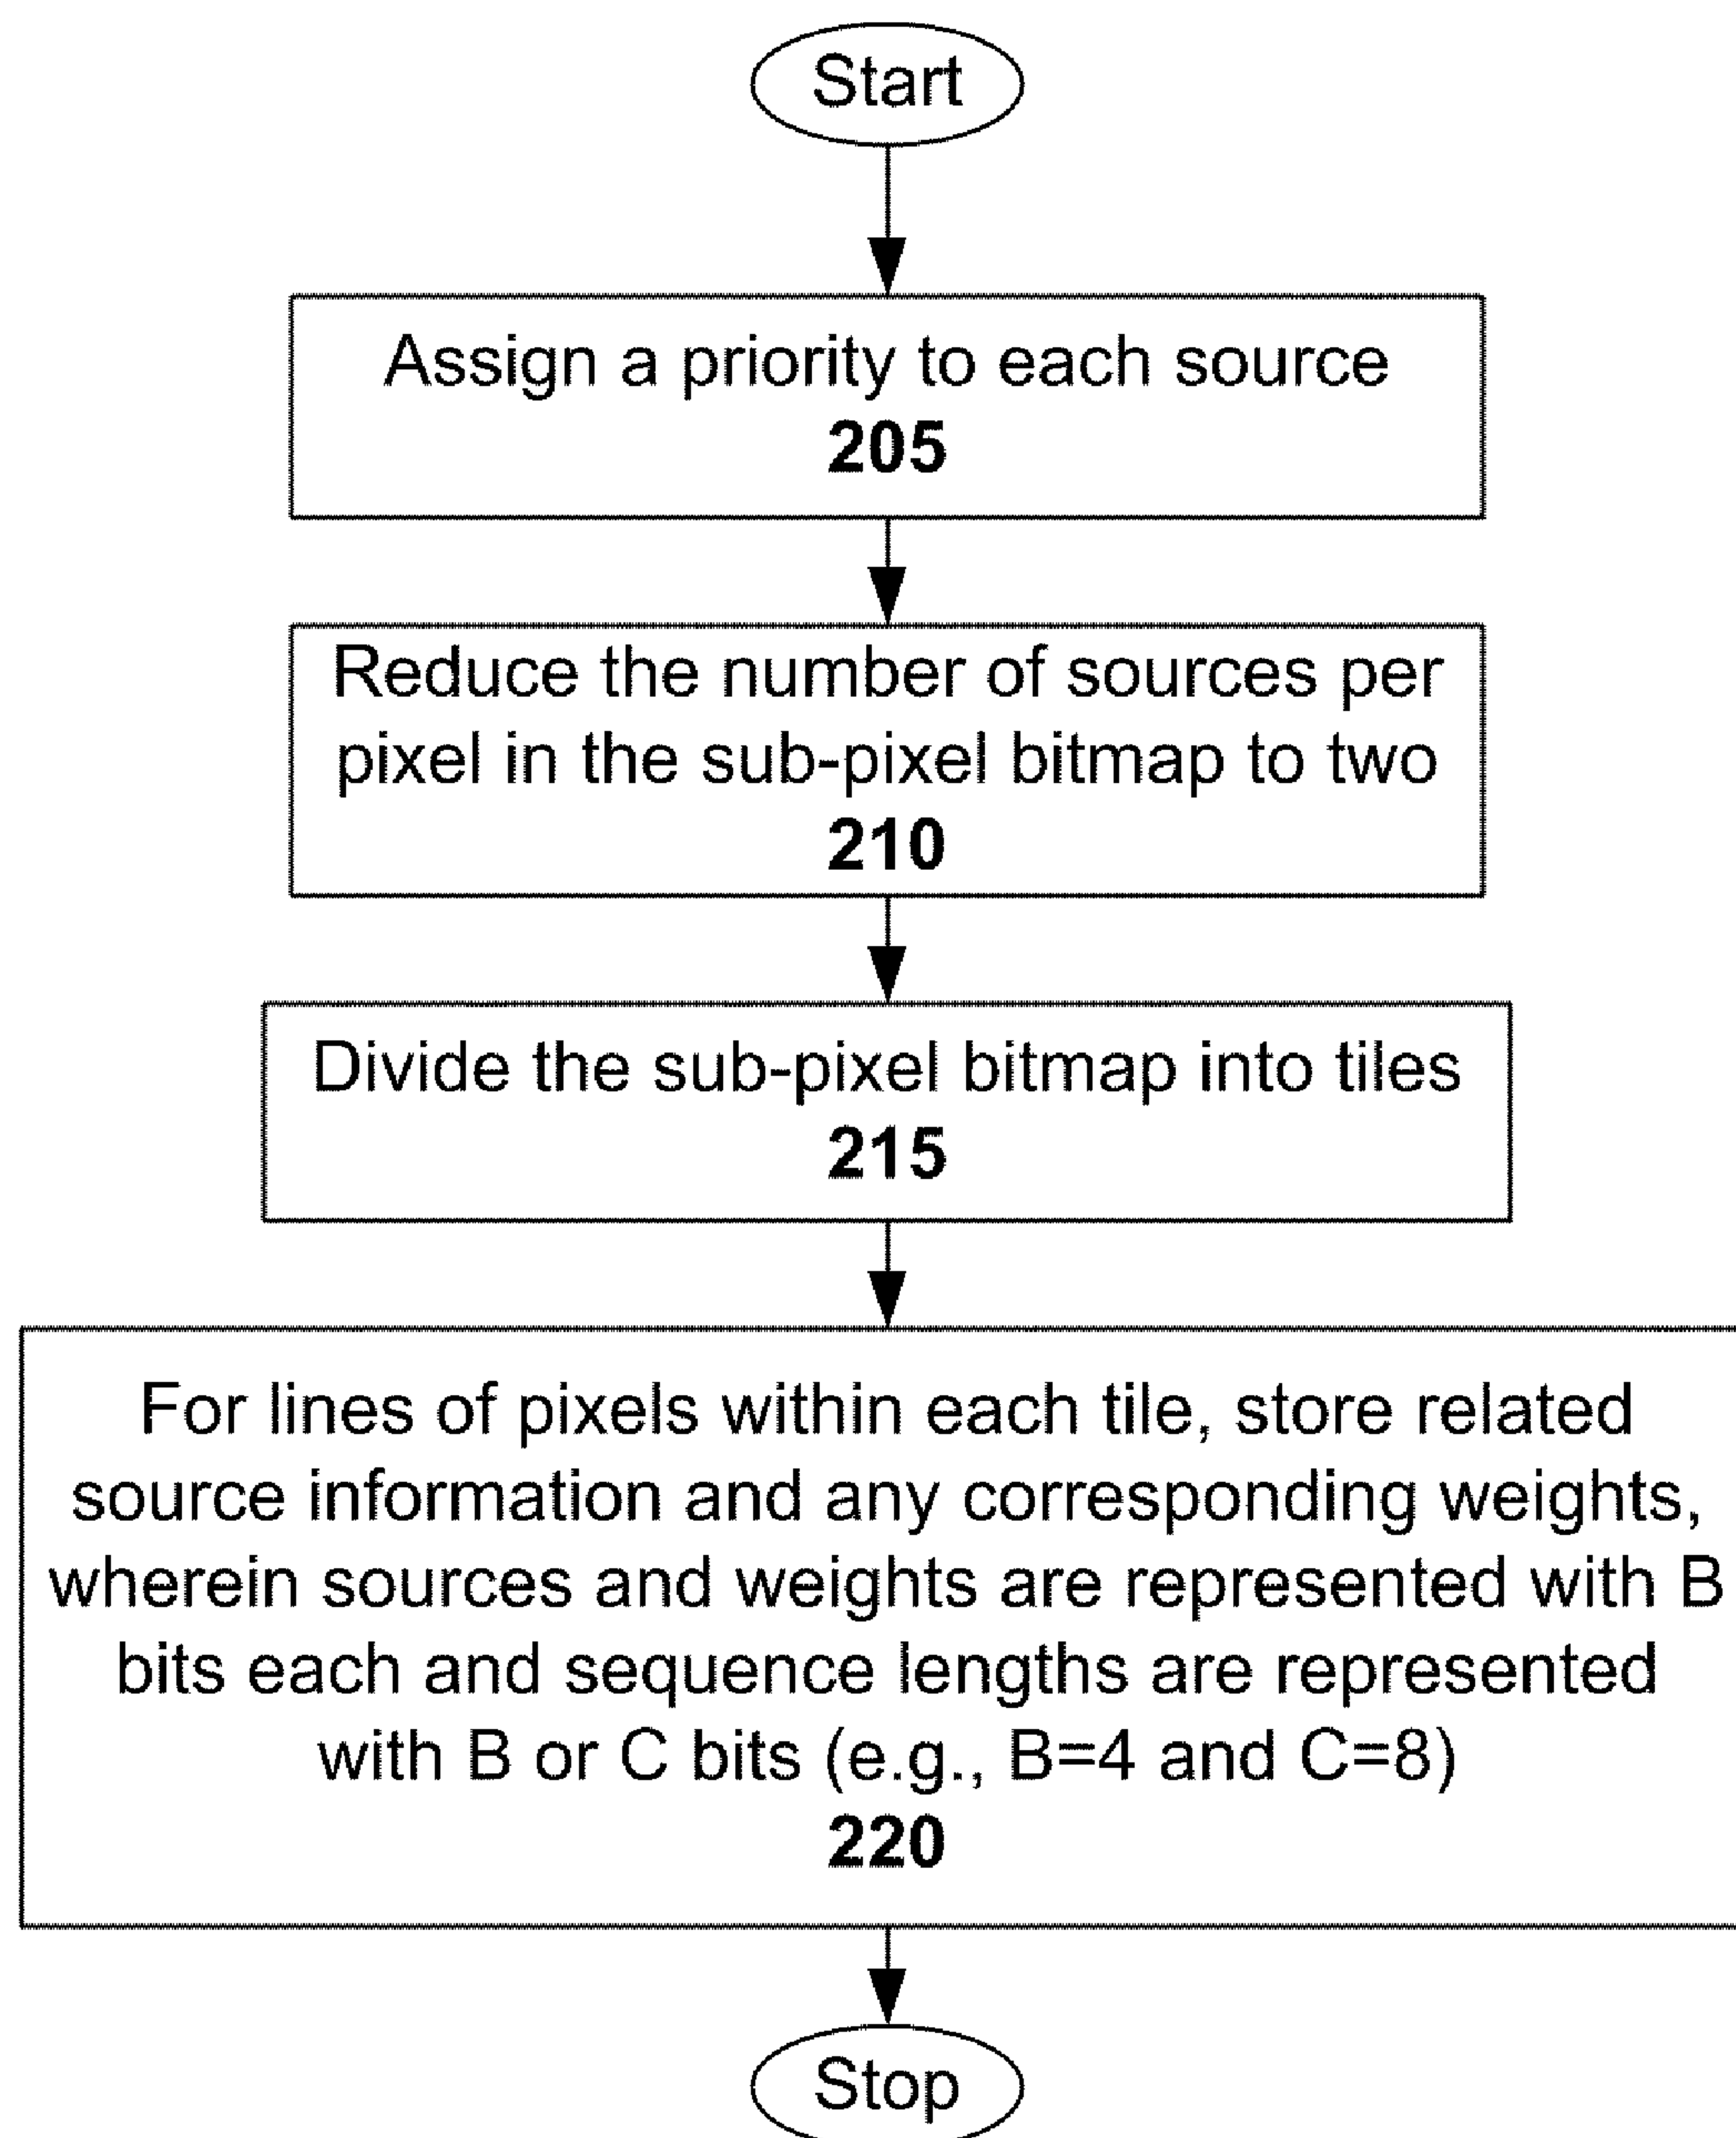 Start
Assign a priority to each source
205
Reduce the number of sources per
pixel in the sub-pixel bitmap to two
210
Divide the sub-pixel bitmap into tiles
215
For lines of pixels within each tile, store related
source information and any corresponding weights,
wherein sources and weights are represented with B
bits each and sequence lengths are represented
with B or C bits (e.g., B=4 and C=8)
220
Stop